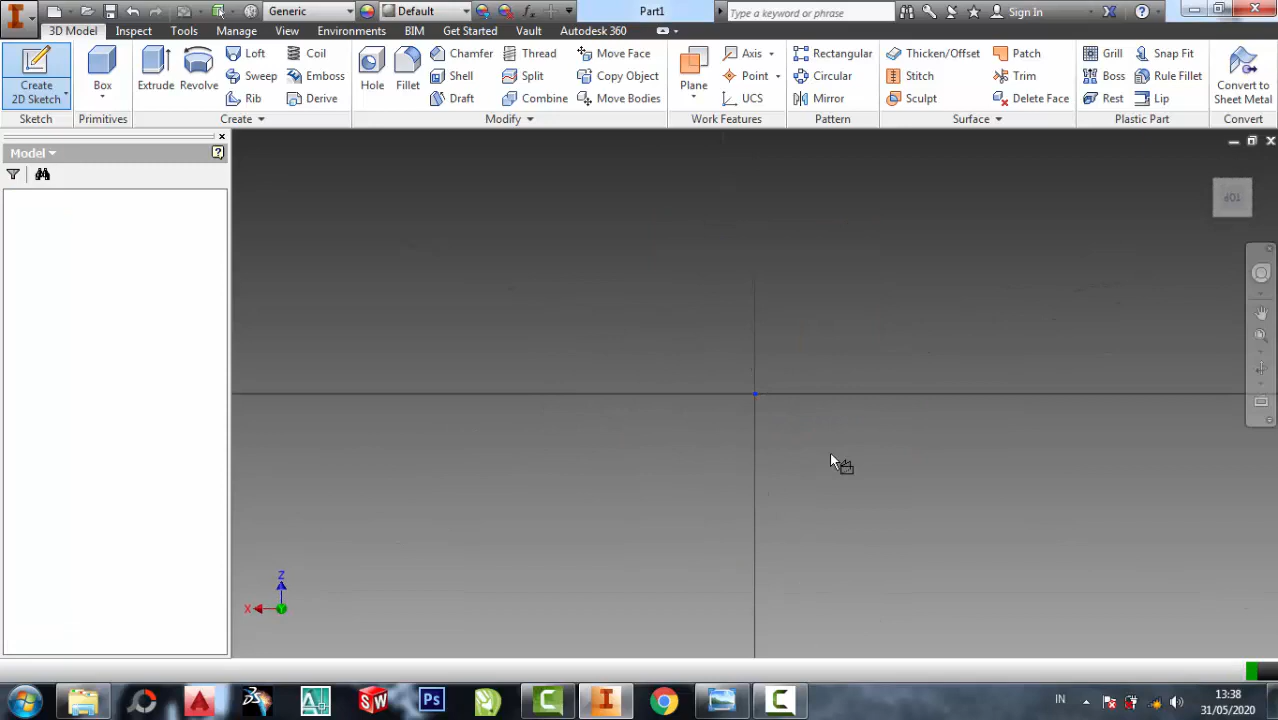 Generic
Default
Part1
Type a keyword or phrase
Sign In
3D Model
Inspect
Tools
Manage
View
Environments
BIM
Get Started
Vault
Autodesk 360
Create
2D Sketch
Sketch
Box
Primitives
Extrude
Revolve
Loft
Sweep
Rib
Coil
Emboss
Derive
Create
Hole
Fillet
Chamfer
Shell
Draft
Thread
Split
Combine
Move Face
Copy Object
Move Bodies
Modify
Plane
Axis
Point
UCS
Work Features
Rectangular
Circular
Mirror
Pattern
Thicken/Offset
Stitch
Sculpt
Patch
Trim
Delete Face
Surface
Grill
Boss
Rest
Snap Fit
Rule Fillet
Lip
Plastic Part
Convert to
Sheet Metal
Convert
Model
TOP
Z
X
Y
SW
Ps
IN
13:38
31/05/2020